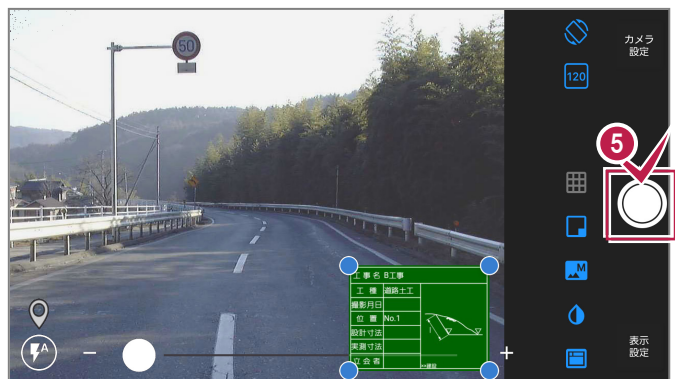 50
カメラ
設定
120
5
工事名 B工事
工種 道路土工
撮影月日
位置 No.1
設計寸法
実測寸法
立会者
M
A
表示
設定